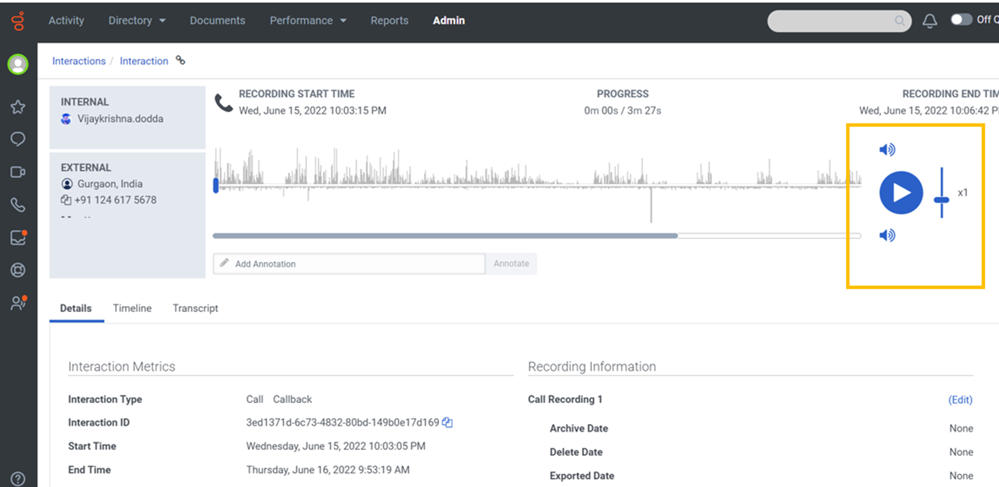 Activity Directory Documents Performance Reports Admin Off
Interactions / Interaction
INTERNAL
Vijaykrishna.dodda
EXTERNAL
Gurgaon, India
+91 124 617 5678
RECORDING START TIME
Wed, June 15, 2022 10:03:15 PM
PROGRESS
0m 00s / 3m 27s
RECORDING END TIM
Wed, June 15, 2022 10:06:42 P
x1
Add Annotation Annotate
Details Timeline Transcript
Interaction Metrics
Interaction Type Call Callback
Interaction ID 3ed1371d-6c73-4832-80bd-149b0e17d169
Start Time Wednesday, June 15, 2022 10:03:05 PM
End Time Thursday, June 16, 2022 9:53:19 AM
Recording Information
Call Recording 1 (Edit)
Archive Date None
Delete Date None
Exported Date None